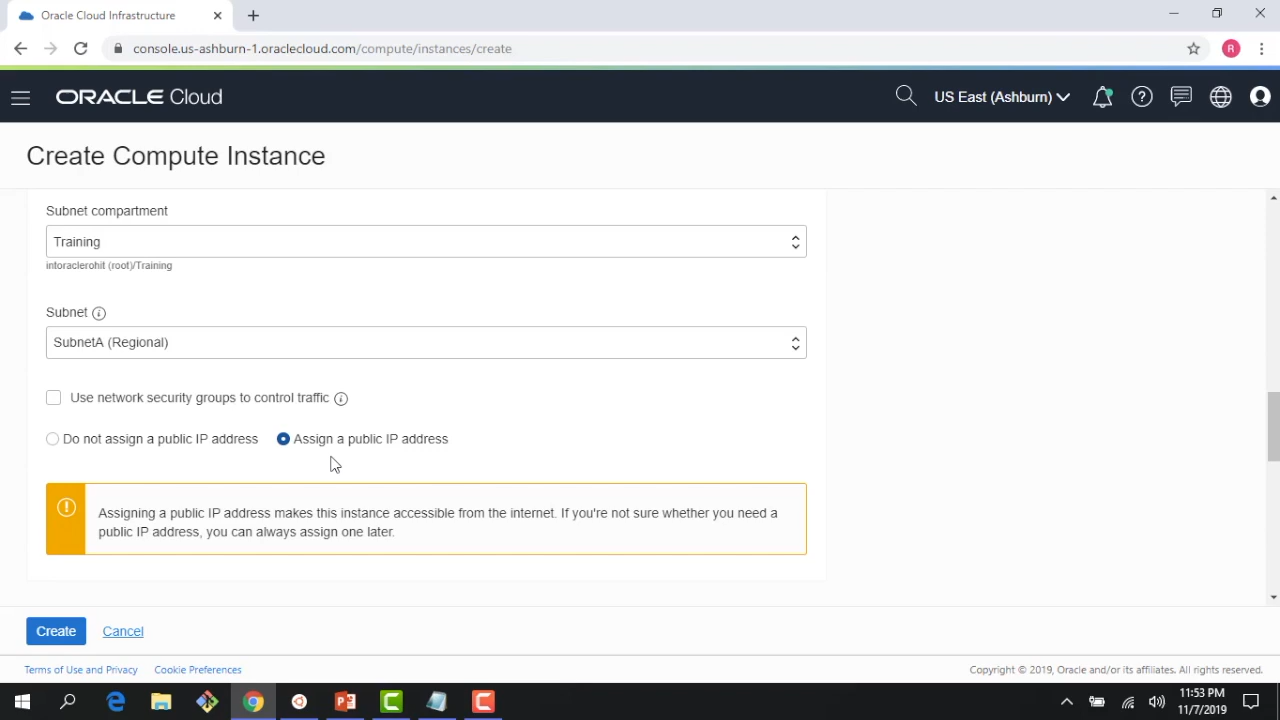 Oracle Cloud Infrastructure
console.us-ashburn-1.oraclecloud.com/compute/instances/create
R
ORACLE Cloud
US East (Ashburn)
Create Compute Instance
Subnet compartment
Training
intoraclerohit (root)/Training
Subnet
SubnetA (Regional)
Use network security groups to control traffic
Do not assign a public IP address
Assign a public IP address
Assigning a public IP address makes this instance accessible from the internet. If you're not sure whether you need a
public IP address, you can always assign one later.
Create
Cancel
Terms of Use and Privacy
Cookie Preferences
Copyright © 2019, Oracle and/or its affiliates. All rights reserved.
11:53 PM
11/7/2019